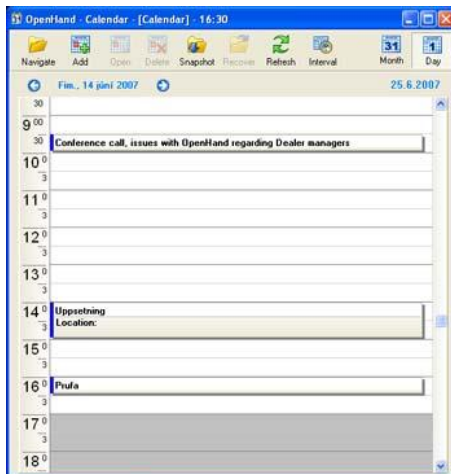 OpenHand - Calendar - [Calendar] - 16:30
Navigate Add Open Delete Snapshot Recover Refresh Interval 31 Month 1 Day
Fim., 14 júní 2007 25.6.2007
30
9 00
30 Conference call, issues with OpenHand regarding Dealer managers
10 0
3
11 0
3
12 0
3
13 0
3
14 0 Uppsetning
3 Location:
15 0
3
16 0 Prufa
3
17 0
3
18 0